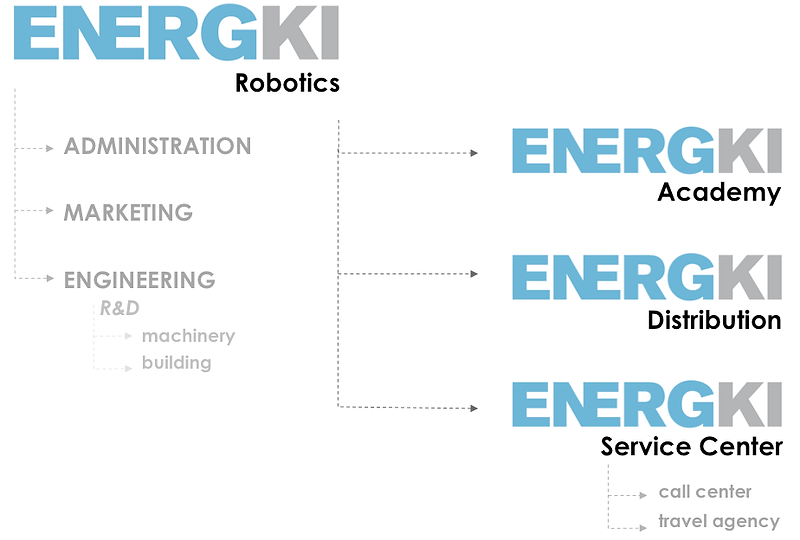 ENERGKI
Robotics
ADMINISTRATION
MARKETING
ENGINEERING
R&D
machinery
building
ENERGKI
Academy
ENERGKI
Distribution
ENERGKI
Service Center
call center
travel agency